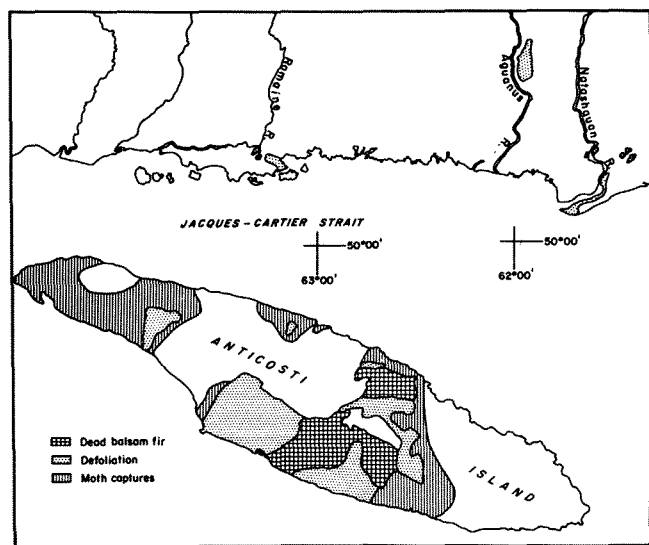 Romaine R.
Aguanus R.
Natashquan R.
JACQUES-CARTIER STRAIT
50°00'
63°00'
50°00'
62°00'
ANTICOSTI
ISLAND
Dead balsam fir
Defoliation
Moth captures